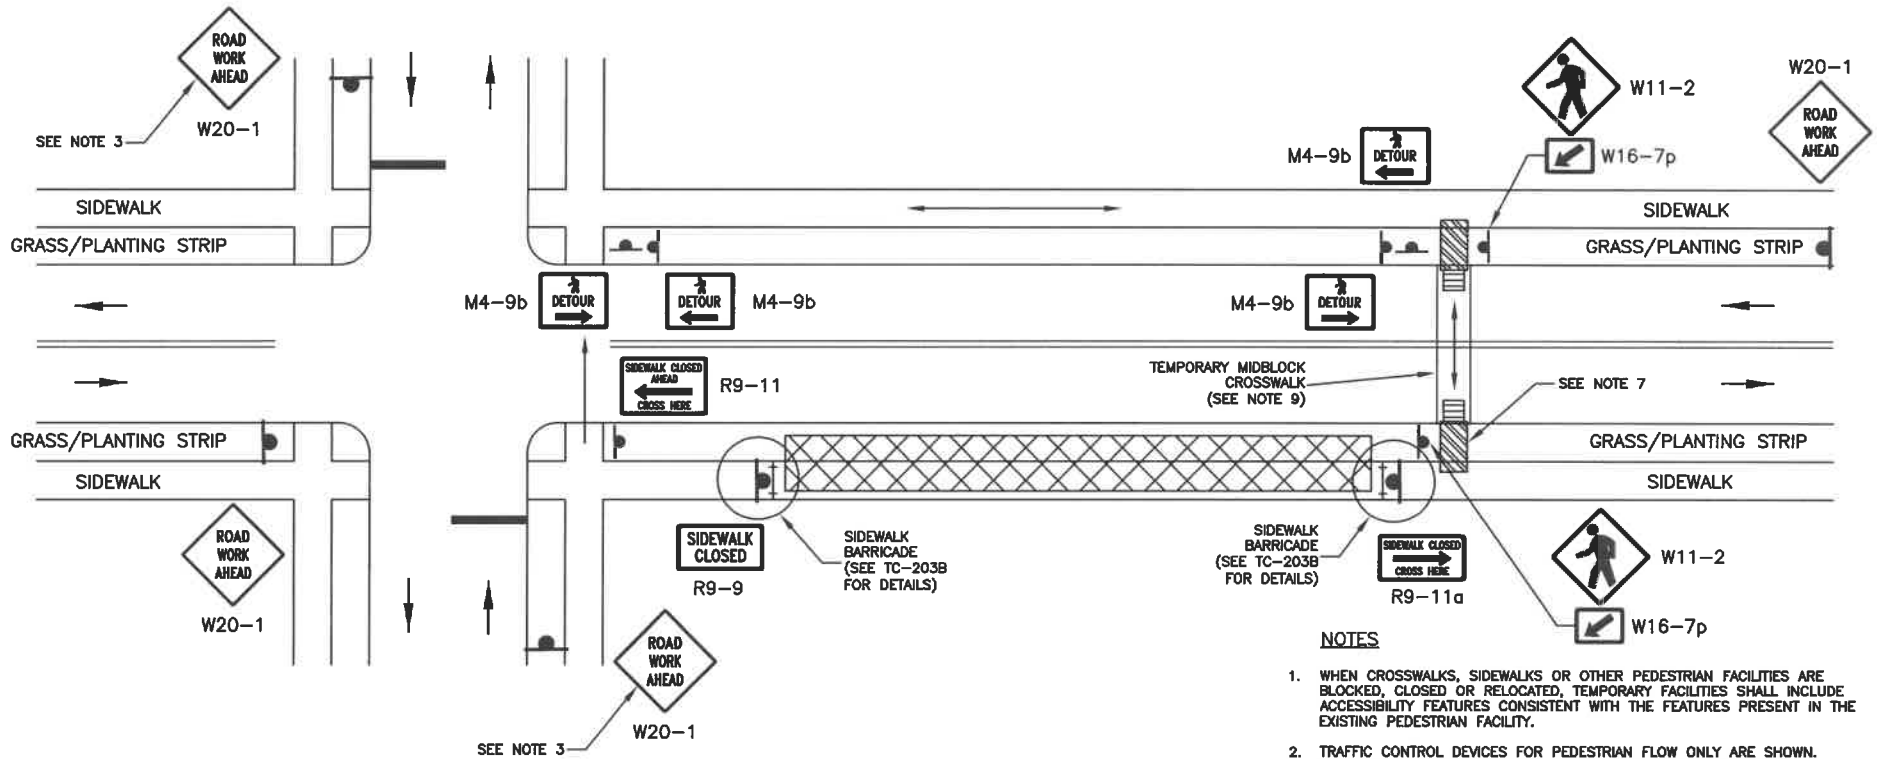 ROAD
WORK
AHEAD
W20-1
SEE NOTE 3
W11-2
W20-1
ROAD
WORK
AHEAD
M4-9b
DETOUR
W16-7p
SIDEWALK
SIDEWALK
GRASS/PLANTING STRIP
GRASS/PLANTING STRIP
M4-9b
DETOUR
DETOUR
M4-9b
M4-9b
DETOUR
SIDEWALK CLOSED
AHEAD
CROSS HERE
R9-11
TEMPORARY MIDBLOCK
CROSSWALK
(SEE NOTE 9)
SEE NOTE 7
GRASS/PLANTING STRIP
GRASS/PLANTING STRIP
SIDEWALK
SIDEWALK
ROAD
WORK
AHEAD
W20-1
SIDEWALK
CLOSED
R9-9
SIDEWALK
BARRICADE
(SEE TC-203B
FOR DETAILS)
SIDEWALK
BARRICADE
(SEE TC-203B
FOR DETAILS)
SIDEWALK CLOSED
CROSS HERE
R9-11a
W11-2
W16-7p
ROAD
WORK
AHEAD
W20-1
SEE NOTE 3
NOTES
1. WHEN CROSSWALKS, SIDEWALKS OR OTHER PEDESTRIAN FACILITIES ARE
BLOCKED, CLOSED OR RELOCATED, TEMPORARY FACILITIES SHALL INCLUDE
ACCESSIBILITY FEATURES CONSISTENT WITH THE FEATURES PRESENT IN THE
EXISTING PEDESTRIAN FACILITY.
2. TRAFFIC CONTROL DEVICES FOR PEDESTRIAN FLOW ONLY ARE SHOWN.